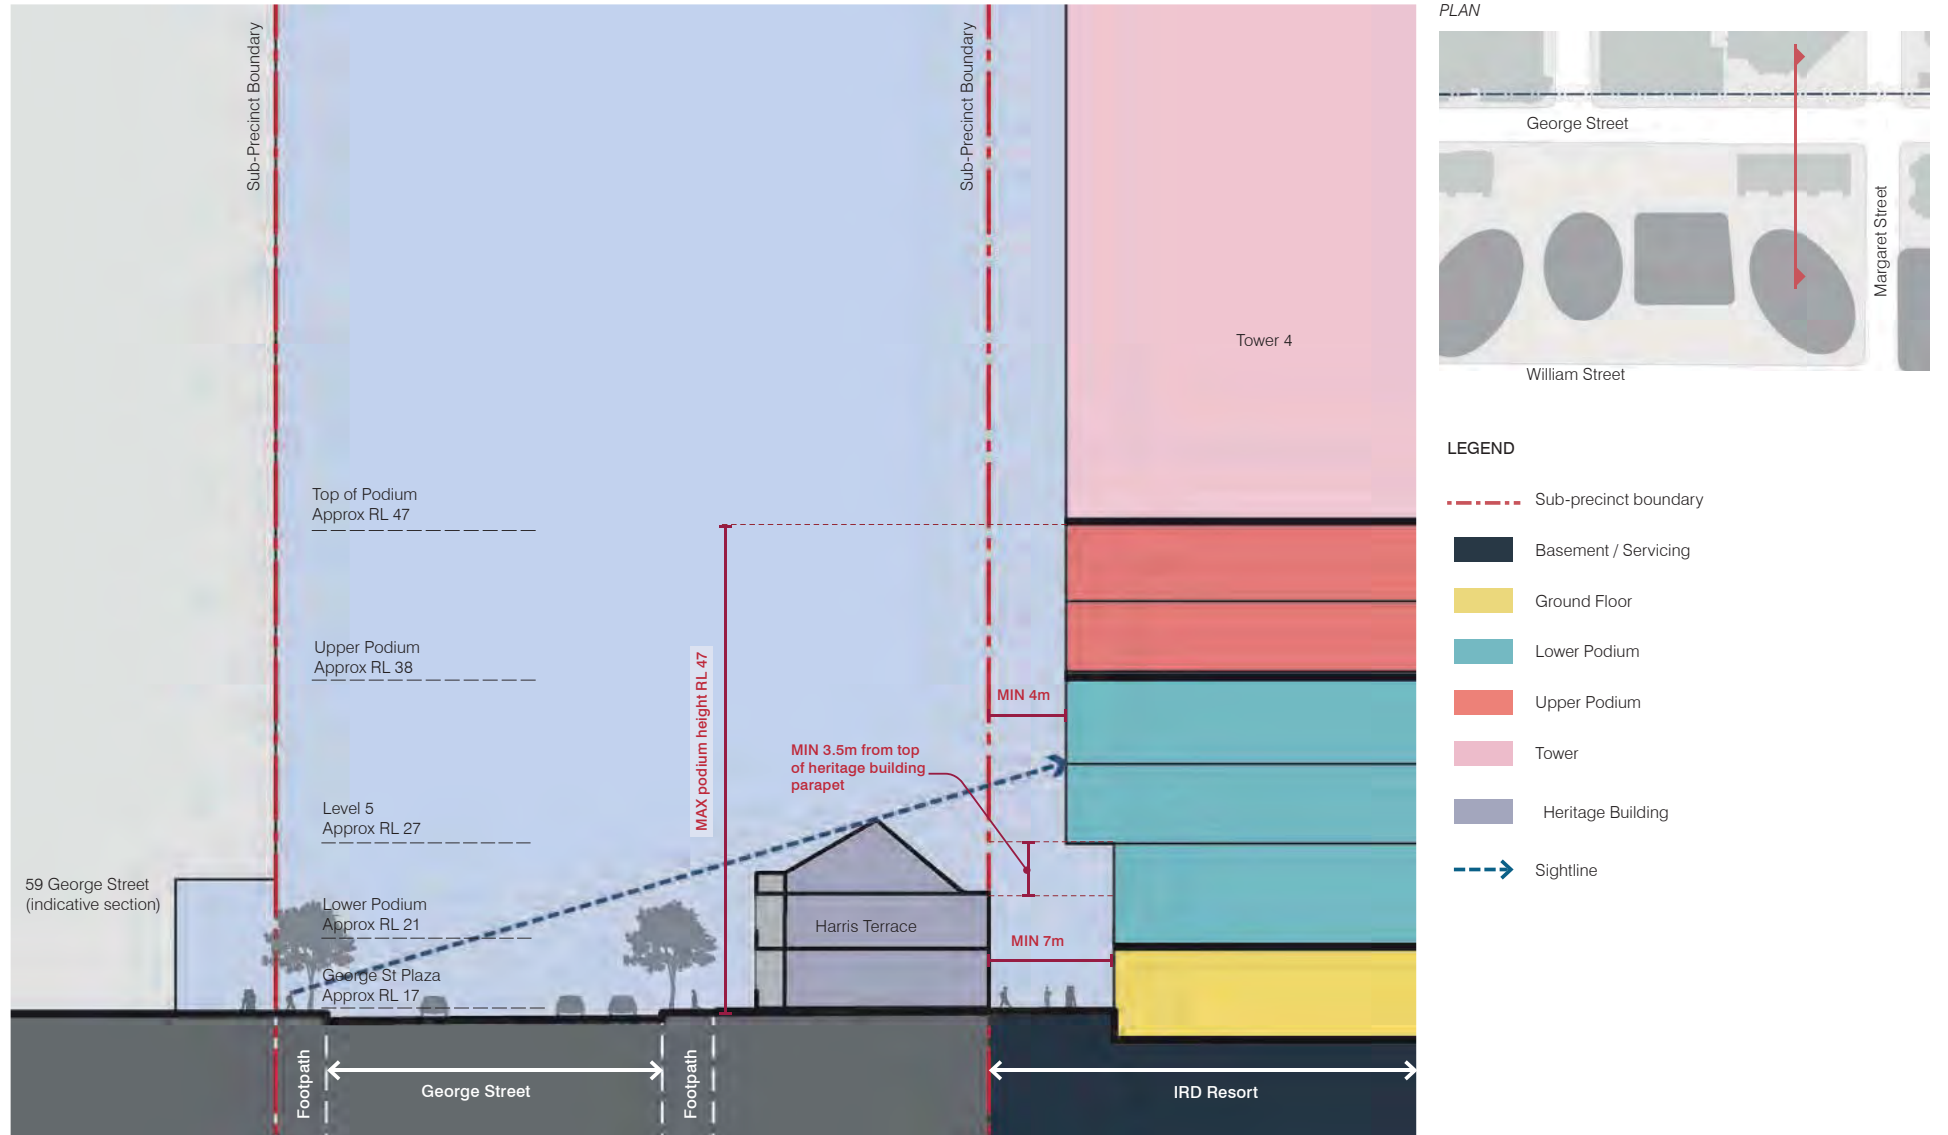 Sub-Precinct Boundary
Sub-Precinct Boundary
Tower 4
Top of Podium
Approx RL 47
Upper Podium
Approx RL 38
MAX podium height RL 47
MIN 4m
MIN 3.5m from top
of heritage building
parapet
Level 5
Approx RL 27
59 George Street
(indicative section)
Lower Podium
Approx RL 21
Harris Terrace
MIN 7m
George St Plaza
Approx RL 17
Footpath
George Street
Footpath
IRD Resort
PLAN
George Street
Margaret Street
William Street
LEGEND
Sub-precinct boundary
Basement / Servicing
Ground Floor
Lower Podium
Upper Podium
Tower
Heritage Building
Sightline